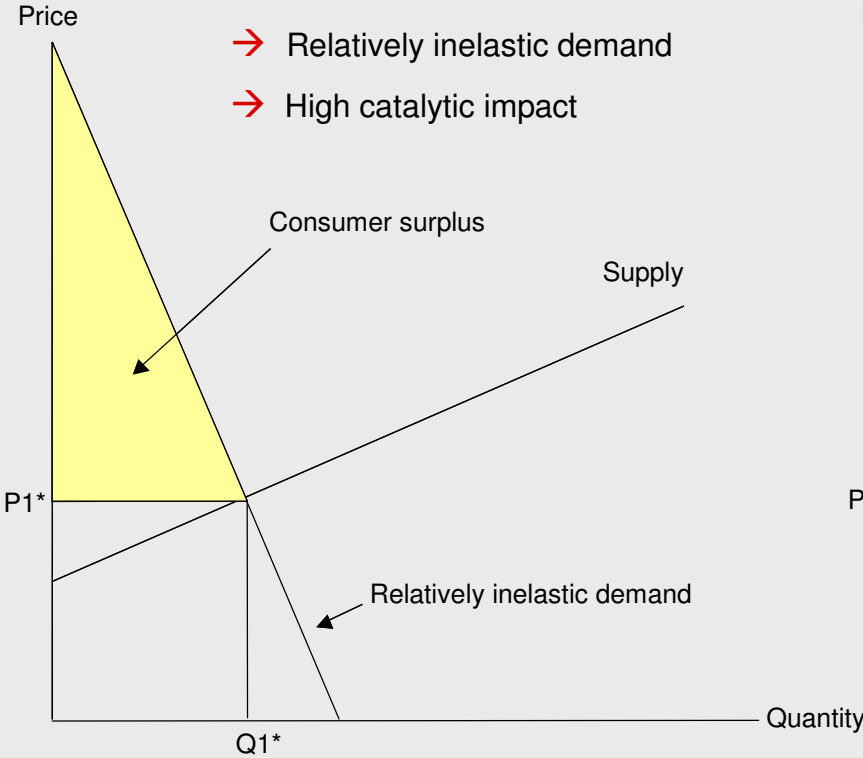 Price
→ Relatively inelastic demand
→ High catalytic impact
Consumer surplus
Supply
P1*
P
Relatively inelastic demand
Quantity
Q1*